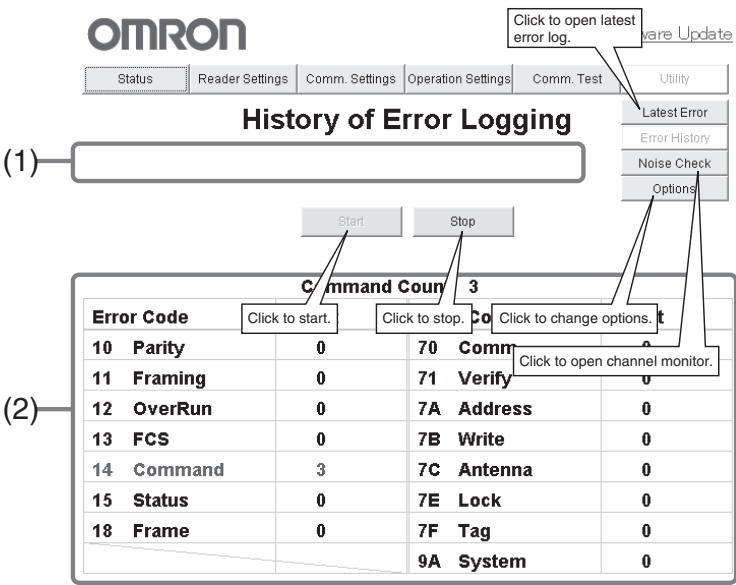 OMRON
Click to open latest
error log.
ware Update
Status Reader Settings Comm. Settings Operation Settings Comm. Test Utility
History of Error Logging
Latest Error
Error History
Noise Check
Options
(1)
Start Stop
Command Coun 3
Error Code Co t
Click to start. Click to stop. Click to change options.
Click to open channel monitor.
(2)
10 Parity 0 70 Comm 0
11 Framing 0 71 Verify 0
12 OverRun 0 7A Address 0
13 FCS 0 7B Write 0
14 Command 3 7C Antenna 0
15 Status 0 7E Lock 0
18 Frame 0 7F Tag 0
9A System 0